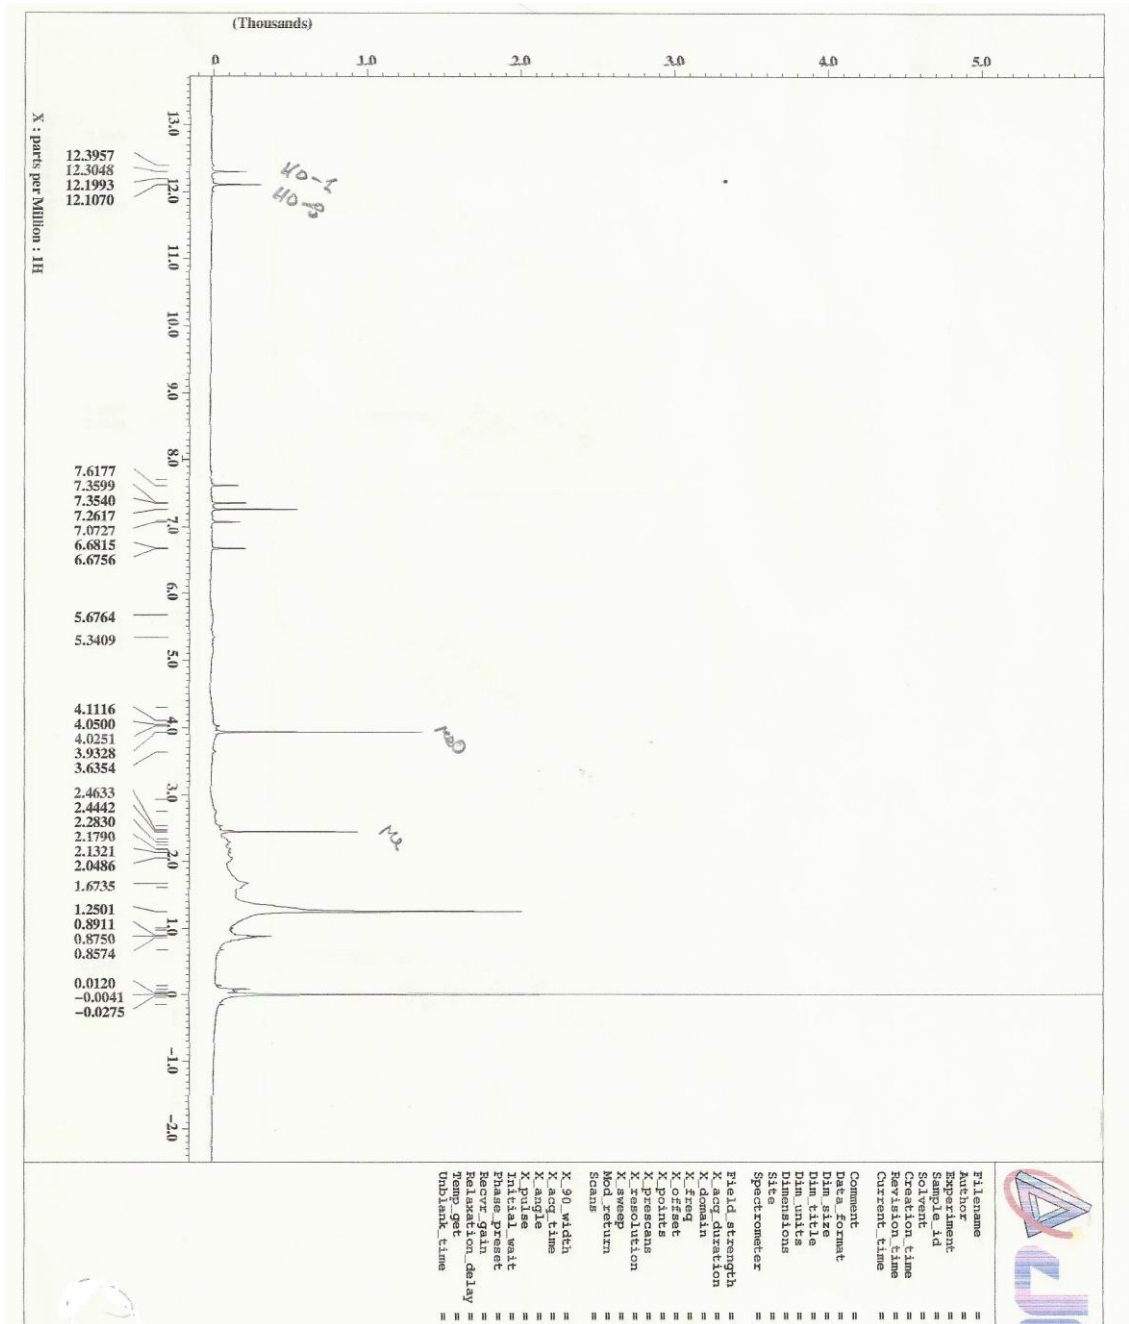 (Thousands)
0 1.0 2.0 3.0 4.0 5.0
13.0
12.0
11.0
10.0
9.0
8.0
7.0
6.0
5.0
4.0
3.0
2.0
1.0
0
-1.0
-2.0
X : parts per Million : 1H
12.3957
12.3048
12.1993
12.1070
7.6177
7.3599
7.3540
7.2617
7.0727
6.6815
6.6756
5.6764
5.3409
4.1116
4.0500
4.0251
3.9328
3.6354
2.4633
2.4442
2.2830
2.1790
2.1321
2.0486
1.6735
1.2501
0.8911
0.8750
0.8574
0.0120
-0.0041
-0.0275
HO-1
HO-8
MeO
Me
Filename =
Author =
Experiment =
Sample_id =
Solvent =
Creation_time =
Revision_time =
Current_time =
Comment =
Data_format =
Dim_size =
Dim_title =
Dim_units =
Dimensions =
Site =
Spectrometer =
Field_strength =
X_acq_duration =
X_domain =
X_freq =
X_offset =
X_points =
X_prescans =
X_resolution =
X_sweep =
Mod_return =
Scans =
X_90_width =
X_acq_time =
X_angle =
X_pulse =
Initial_wait =
Phase_preset =
Recvr_gain =
Relaxation_delay =
Temp_get =
Unblank_time =